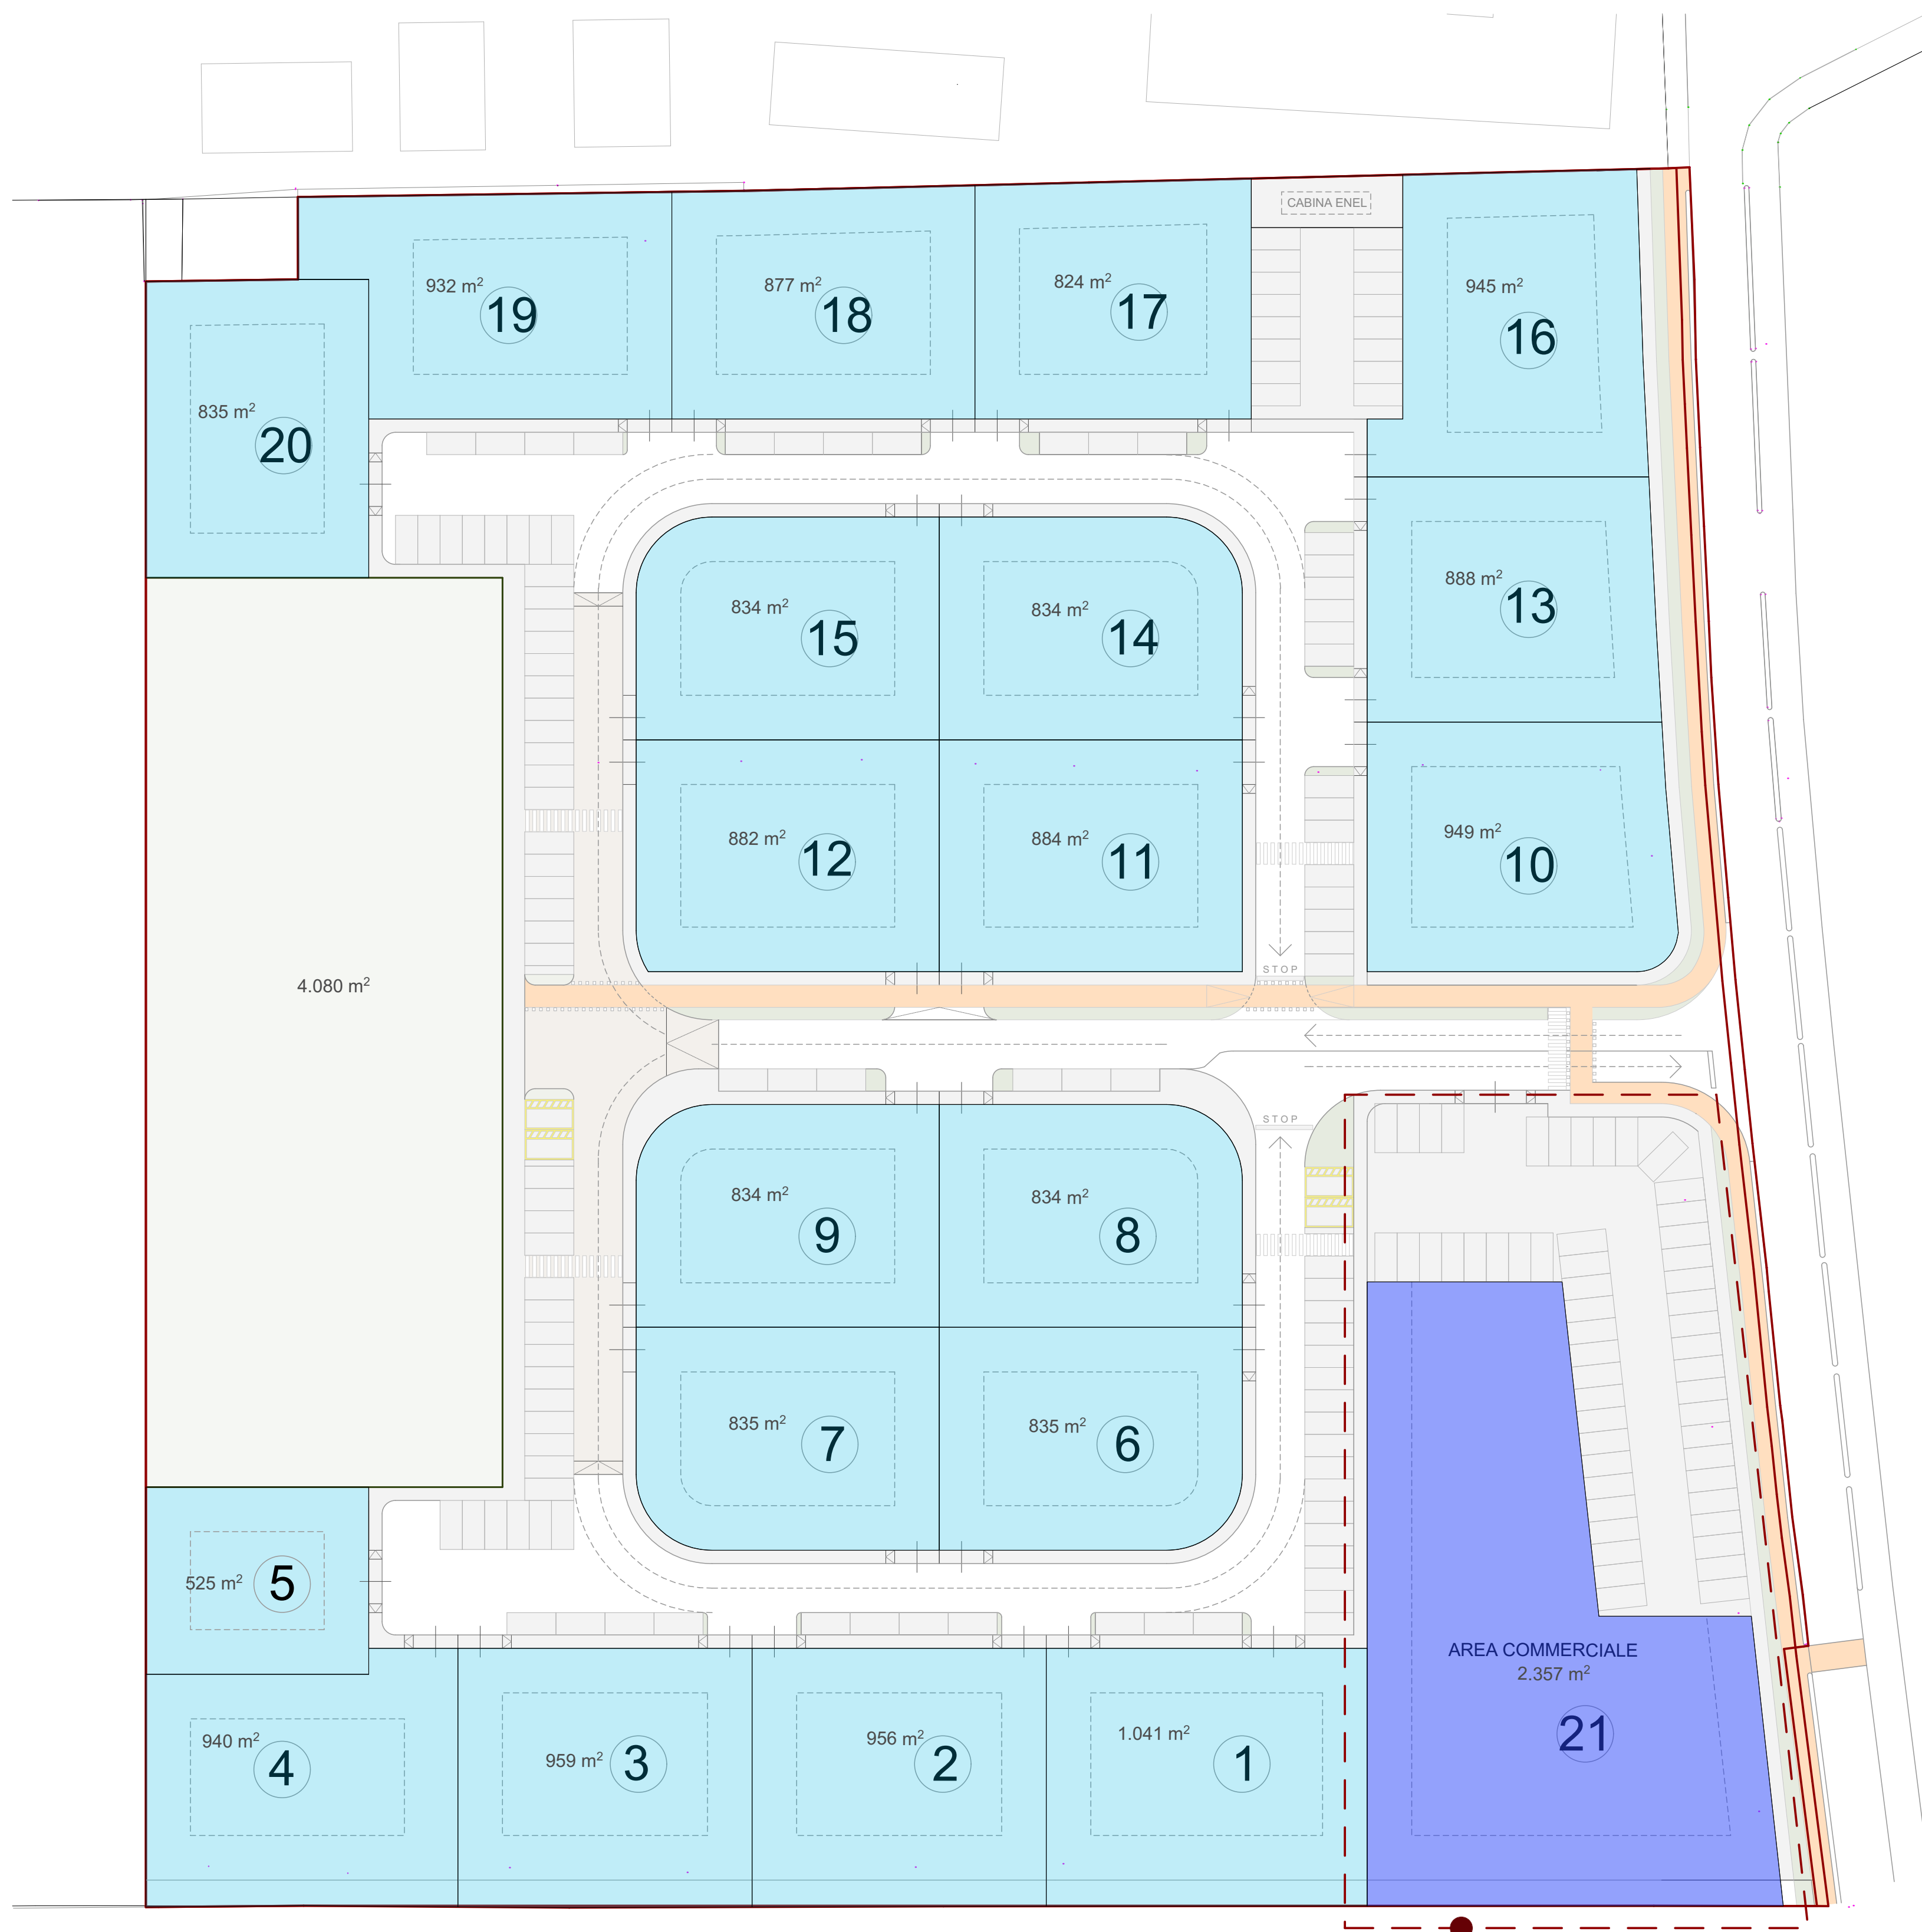 CABINA ENEL
932 m²
19
877 m²
18
824 m²
17
945 m²
16
835 m²
20
834 m²
15
834 m²
14
888 m²
13
882 m²
12
884 m²
11
949 m²
10
4.080 m²
STOP
STOP
834 m²
9
834 m²
8
835 m²
7
835 m²
6
525 m²
5
AREA COMMERCIALE
2.357 m²
21
940 m²
4
959 m²
3
956 m²
2
1.041 m²
1